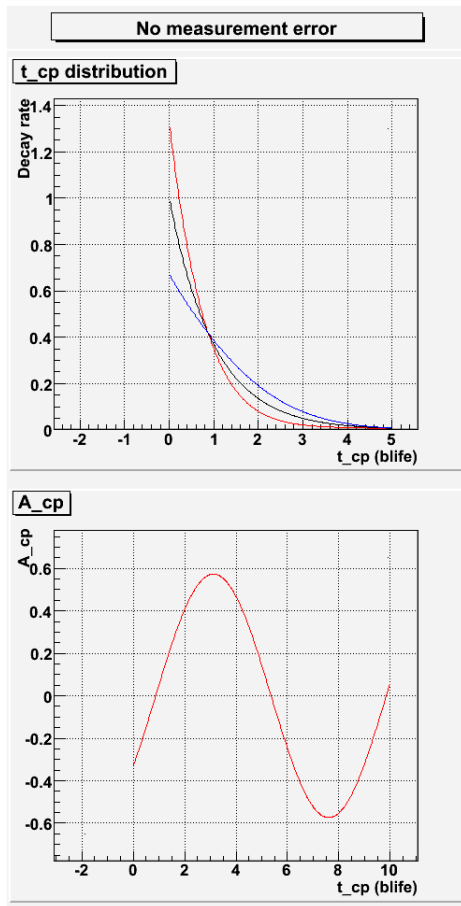 No measurement error
t_cp distribution
Decay rate
1.4
1.2
1
0.8
0.6
0.4
0.2
0
-2 -1 0 1 2 3 4 5
t_cp (blife)
A_cp
A_cp
0.6
0.4
0.2
0
-0.2
-0.4
-0.6
-2 0 2 4 6 8 10
t_cp (blife)